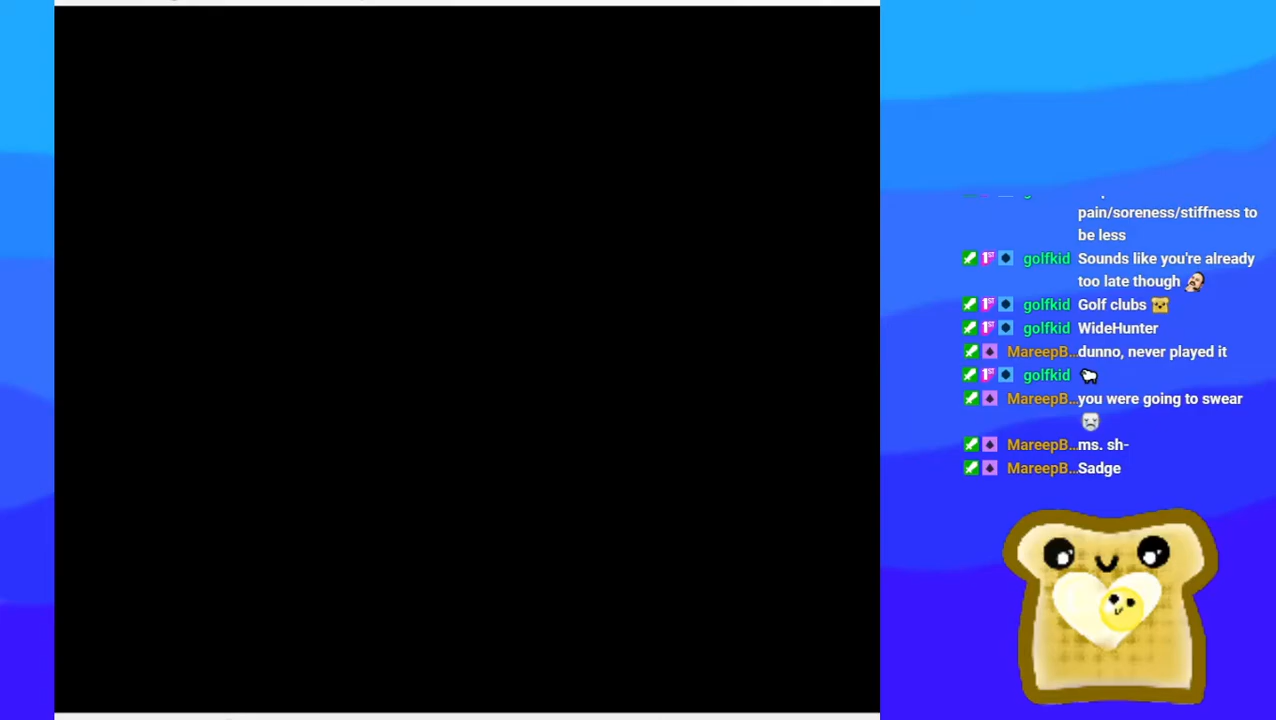 pain/soreness/stiffness to
be less
golfkid Sounds like you're already
too late though
golfkid Golf clubs
golfkid WideHunter
MareepB... dunno, never played it
golfkid
MareepB... you were going to swear
MareepB... ms. sh-
MareepB... Sadge